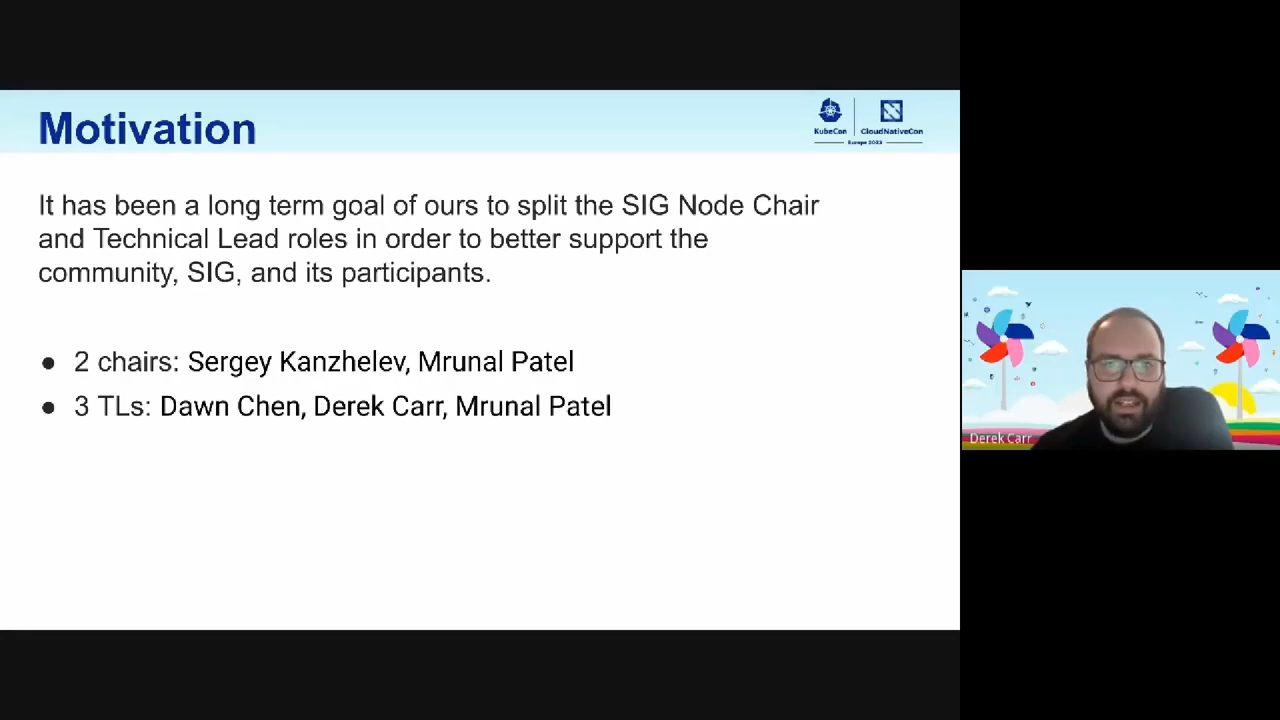 Motivation
KubeCon
CloudNativeCon
Europe 2023
It has been a long term goal of ours to split the SIG Node Chair
and Technical Lead roles in order to better support the
community, SIG, and its participants.
● 2 chairs: Sergey Kanzhelev, Mrunal Patel
● 3 TLs: Dawn Chen, Derek Carr, Mrunal Patel
Derek Carr